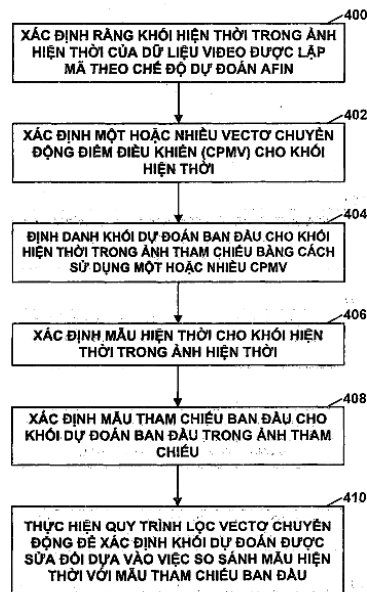 400
XÁC ĐỊNH RẰNG KHỐI HIỆN THỜI TRONG ẢNH
HIỆN THỜI CỦA DỮ LIỆU VIDEO ĐƯỢC LẬP
MÃ THEO CHẾ ĐỘ DỰ ĐOÁN AFIN
402
XÁC ĐỊNH MỘT HOẶC NHIỀU VECTƠ CHUYỂN
ĐỘNG ĐIỂM ĐIỀU KHIỂN (CPMV) CHO KHỐI
HIỆN THỜI
404
ĐỊNH DANH KHỐI DỰ ĐOÁN BAN ĐẦU CHO KHỐI
HIỆN THỜI TRONG ẢNH THAM CHIẾU BẰNG CÁCH
SỬ DỤNG MỘT HOẶC NHIỀU CPMV
406
XÁC ĐỊNH MẪU HIỆN THỜI CHO KHỐI HIỆN
THỜI TRONG ẢNH HIỆN THỜI
408
XÁC ĐỊNH MẪU THAM CHIẾU BAN ĐẦU CHO
KHỐI DỰ ĐOÁN BAN ĐẦU TRONG ẢNH THAM
CHIẾU
410
THỰC HIỆN QUY TRÌNH LỌC VECTƠ CHUYỂN
ĐỘNG ĐỂ XÁC ĐỊNH KHỐI DỰ ĐOÁN ĐƯỢC
SỬA ĐỔI DỰA VÀO VIỆC SO SÁNH MẪU HIỆN
THỜI VỚI MẪU THAM CHIẾU BAN ĐẦU